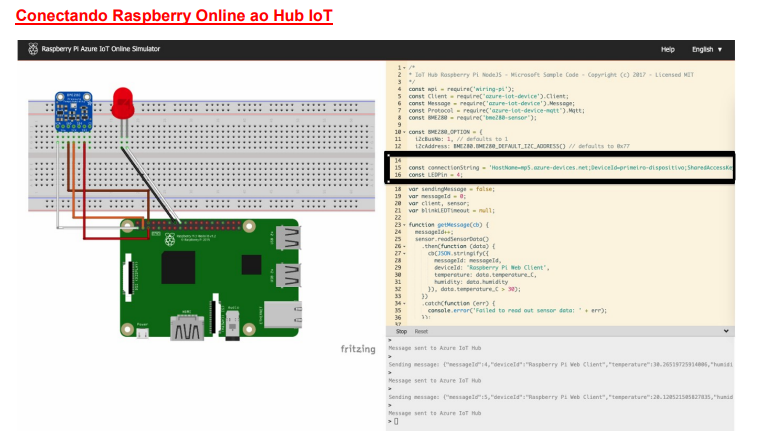 Conectando Raspberry Online ao Hub IoT
Raspberry Pi Azure IoT Online Simulator
Help English ▼
1 /*
2 * IoT Hub Raspberry Pi NodeJS - Microsoft Sample Code - Copyright (c) 2017 - Licensed MIT
3 */
4 const wpi = require('wiring-pi');
5 const Client = require('azure-iot-device').Client;
6 const Message = require('azure-iot-device').Message;
7 const Protocol = require('azure-iot-device-mqtt').Mqtt;
8 const BME280 = require('bme280-sensor');
9
10 const BME280_OPTION = {
11 i2cBusNo: 1, // defaults to 1
12 i2cAddress: BME280.BME280_DEFAULT_I2C_ADDRESS() // defaults to 0x77
14
15 const connectionString = 'HostName=mp5.azure-devices.net;DeviceId=primeiro-dispositivo;SharedAccessKe
16 const LEDPin = 4;
18 var sendingMessage = false;
19 var messageId = 0;
20 var client, sensor;
21 var blinkLEDTimeout = null;
22
23 function getMessage(cb) {
24 messageId++;
25 sensor.readSensorData()
26 .then(function (data) {
27 cb(JSON.stringify({
28 messageId: messageId,
29 deviceId: 'Raspberry Pi Web Client',
30 temperature: data.temperature_C,
31 humidity: data.humidity
32 }), data.temperature_C > 30);
33 })
34 .catch(function (err) {
35 console.error('Failed to read out sensor data: ' + err);
36 });
37
Stop Reset
>
Message sent to Azure IoT Hub
>
Sending message: {"messageId":4,"deviceId":"Raspberry Pi Web Client","temperature":30.26519725914086,"humidi
>
Message sent to Azure IoT Hub
>
Sending message: {"messageId":5,"deviceId":"Raspberry Pi Web Client","temperature":20.120521505027835,"humid
>
Message sent to Azure IoT Hub
>
Power
HDMI
Audio
fritzing